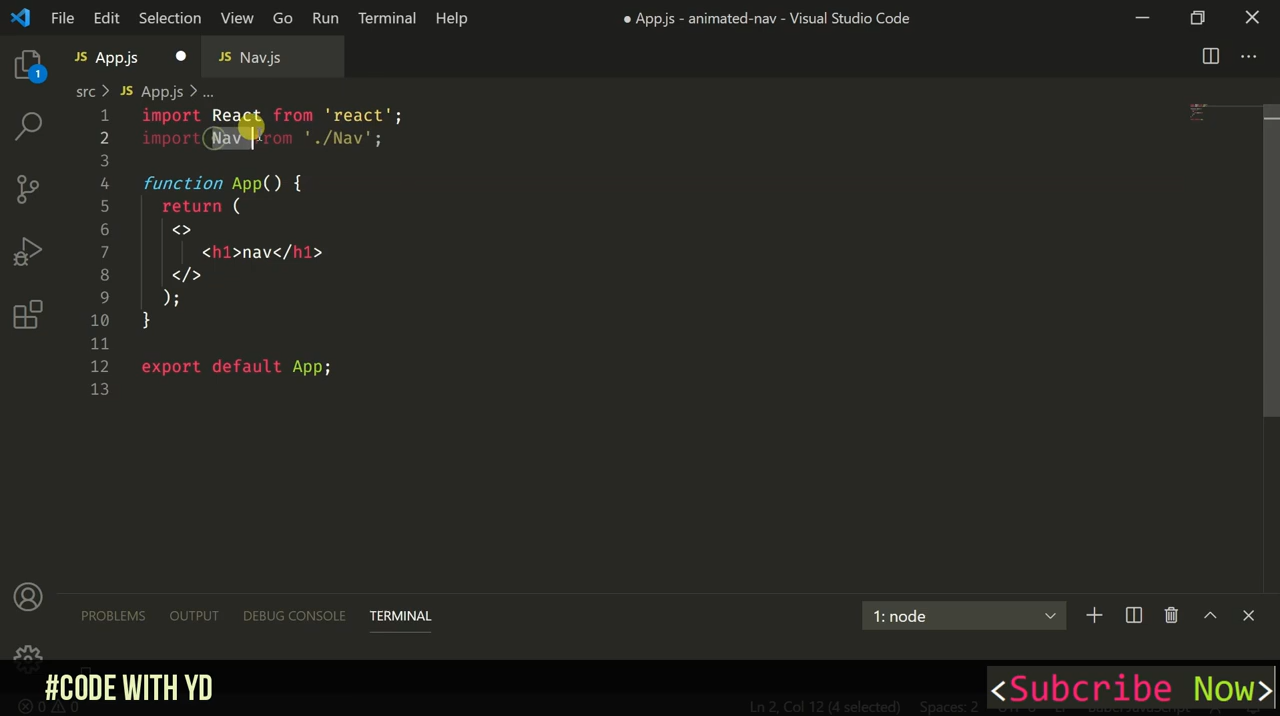 File Edit Selection View Go Run Terminal Help ● App.js - animated-nav - Visual Studio Code
JS App.js ● JS Nav.js
1
src > JS App.js > ...
1 import React from 'react';
2 import Nav from './Nav';
3
4 function App() {
5 return (
6 <>
7 <h1>nav</h1>
8 </>
9 );
10 }
11
12 export default App;
13
PROBLEMS OUTPUT DEBUG CONSOLE TERMINAL 1: node
#CODE WITH YD
<Subcribe Now>
0 0 Ln 2, Col 12 (4 selected) Spaces: 2